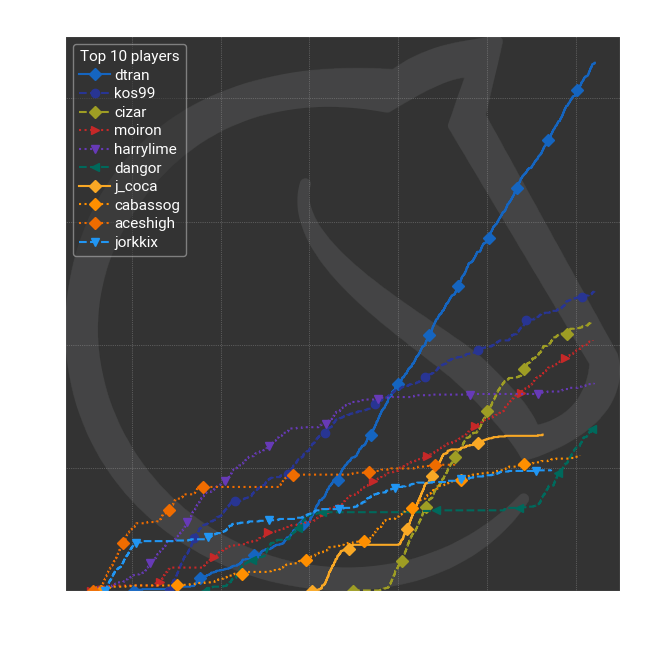 Top 10 players
dtran
kos99
cizar
moiron
harrylime
dangor
j_coca
cabassog
aceshigh
jorkkix